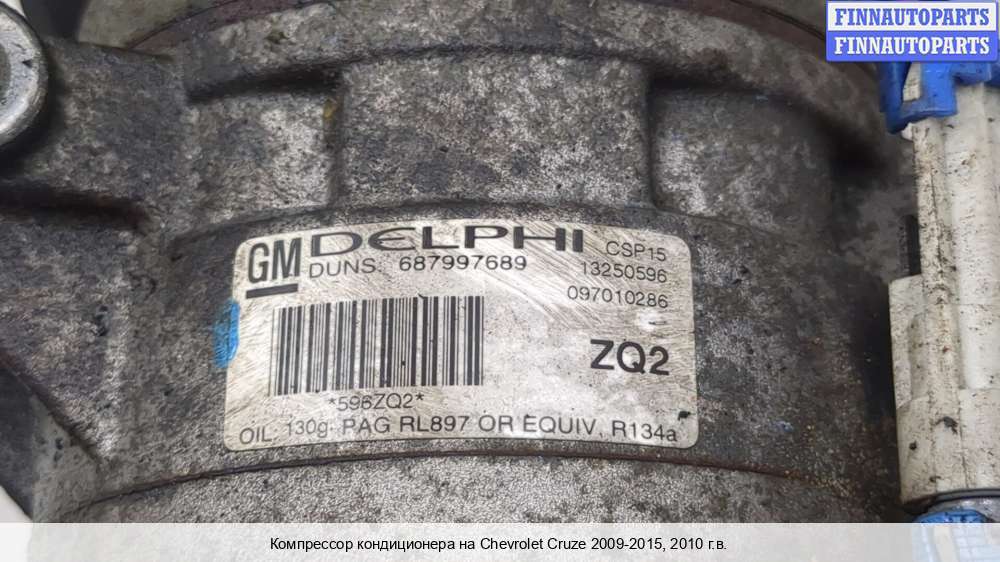 FINNAUTOPARTS
FINNAUTOPARTS
GM DELPHI CSP15
DUNS. 687997689 13250596
097010286
ZQ2
*596ZQ2*
OIL. 130g. PAG RL897 OR EQUIV, R134a
Компрессор кондиционера на Chevrolet Cruze 2009-2015, 2010 г.в.